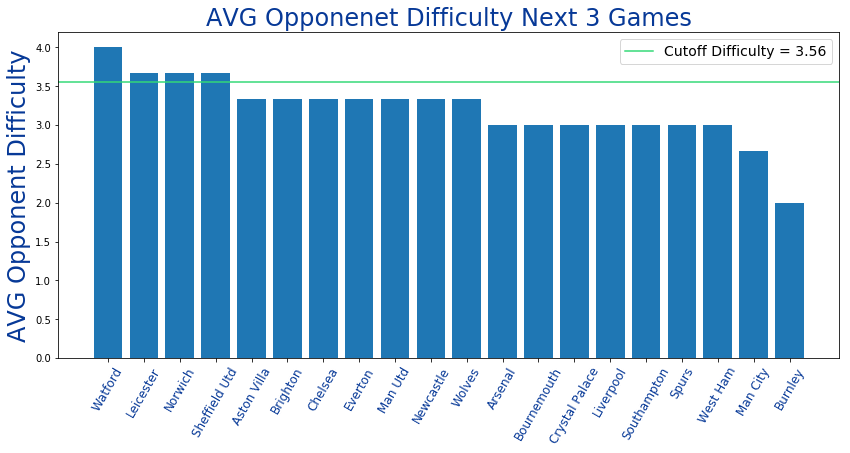 AVG Opponenet Difficulty Next 3 Games
AVG Opponent Difficulty
4.0
3.5
3.0
2.5
2.0
1.5
1.0
0.5
0.0
Cutoff Difficulty = 3.56
Watford
Leicester
Norwich
Sheffield Utd
Aston Villa
Brighton
Chelsea
Everton
Man Utd
Newcastle
Wolves
Arsenal
Bournemouth
Crystal Palace
Liverpool
Southampton
Spurs
West Ham
Man City
Burnley